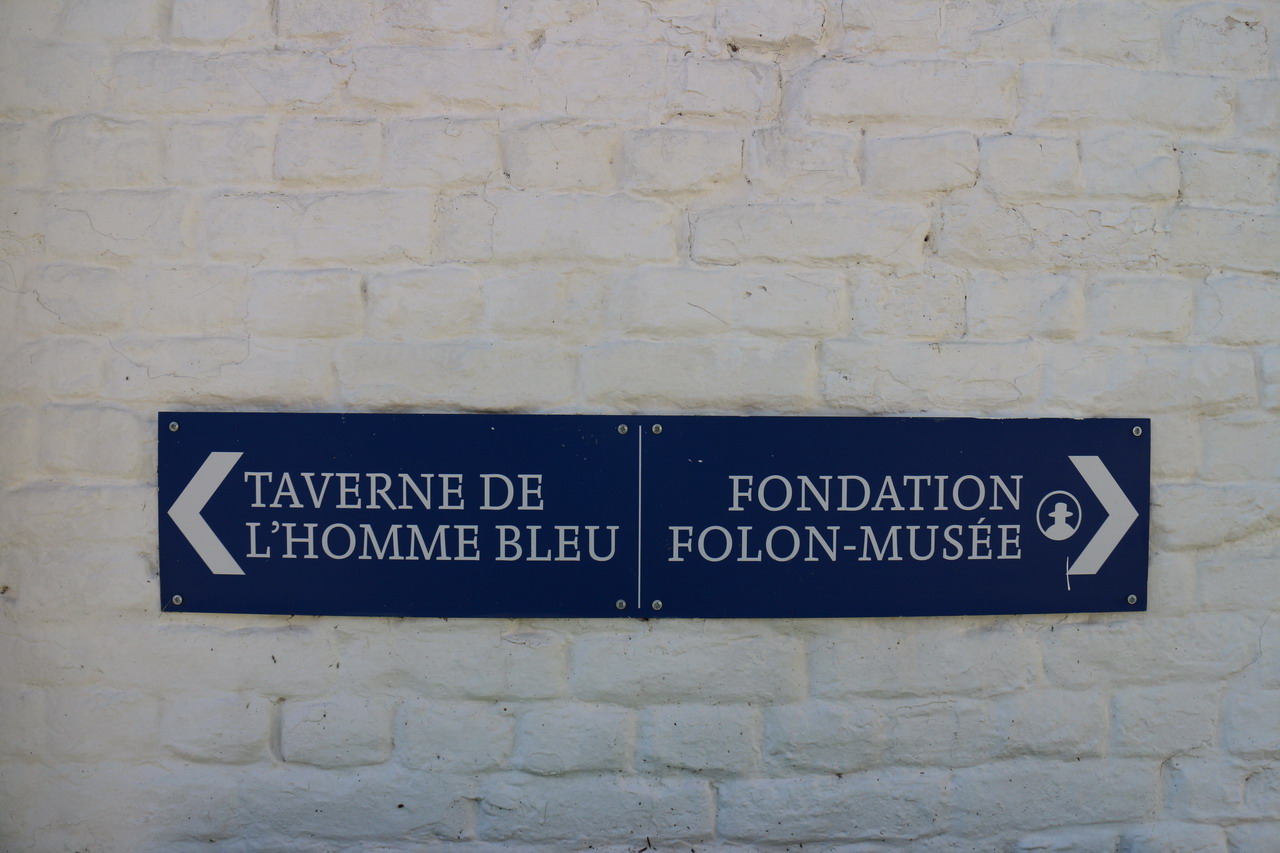 TAVERNE DE
L'HOMME BLEU
FONDATION
FOLON-MUSÉE